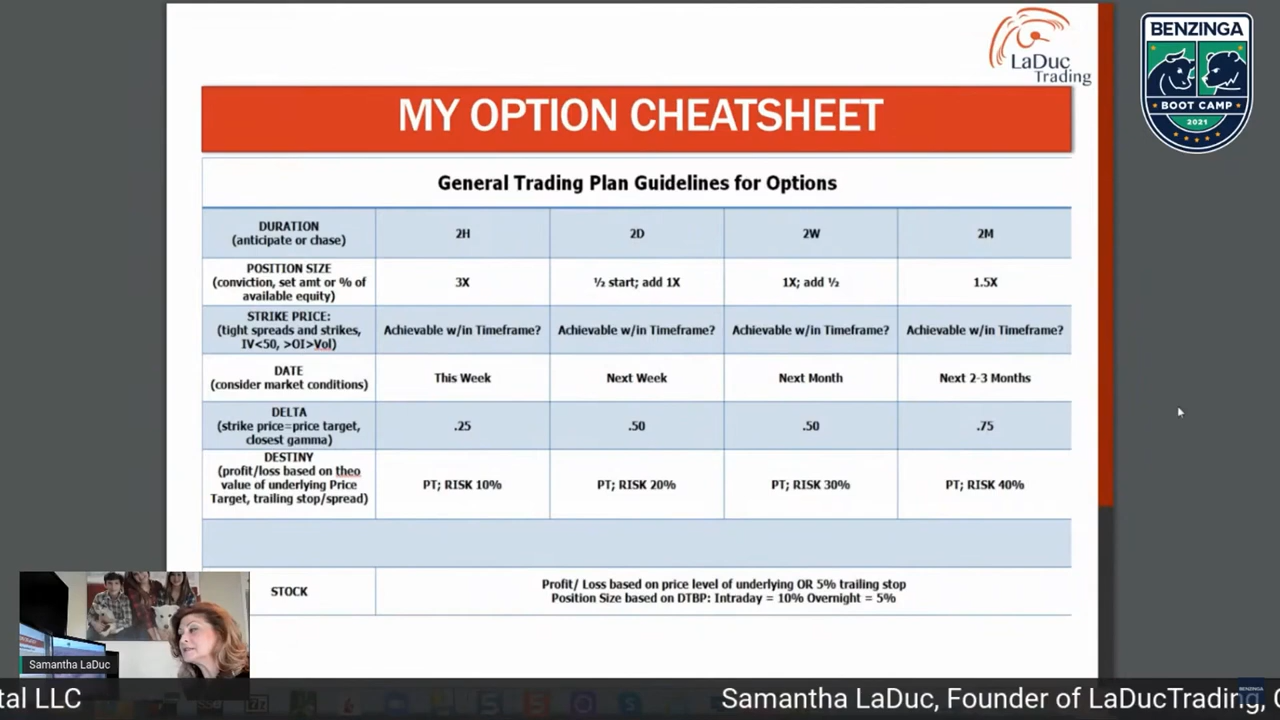 LaDuc
Trading
BENZINGA
BOOT CAMP
2021
MY OPTION CHEATSHEET
General Trading Plan Guidelines for Options
DURATION
(anticipate or chase)
2H
2D
2W
2M
POSITION SIZE
(conviction, set amt or % of
available equity)
3X
½ start; add 1X
1X; add ½
1.5X
STRIKE PRICE:
(tight spreads and strikes,
IV<50, >OI>Vol)
Achievable w/in Timeframe?
Achievable w/in Timeframe?
Achievable w/in Timeframe?
Achievable w/in Timeframe?
DATE
(consider market conditions)
This Week
Next Week
Next Month
Next 2-3 Months
DELTA
(strike price=price target,
closest gamma)
.25
.50
.50
.75
DESTINY
(profit/loss based on theo
value of underlying Price
Target, trailing stop/spread)
PT; RISK 10%
PT; RISK 20%
PT; RISK 30%
PT; RISK 40%
STOCK
Profit/ Loss based on price level of underlying OR 5% trailing stop
Position Size based on DTBP: Intraday = 10% Overnight = 5%
Samantha LaDuc
tal LLC
Samantha LaDuc, Founder of LaDucTrading,